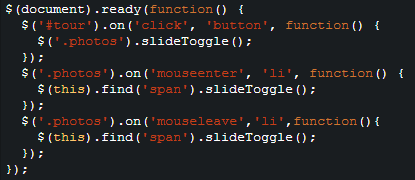 $(document).ready(function() {
  $('#tour').on('click', 'button', function() {
    $('.photos').slideToggle();
  });
  $('.photos').on('mouseenter', 'li', function() {
    $(this).find('span').slideToggle();
  });
  $('.photos').on('mouseleave','li',function(){
    $(this).find('span').slideToggle();
  });
});